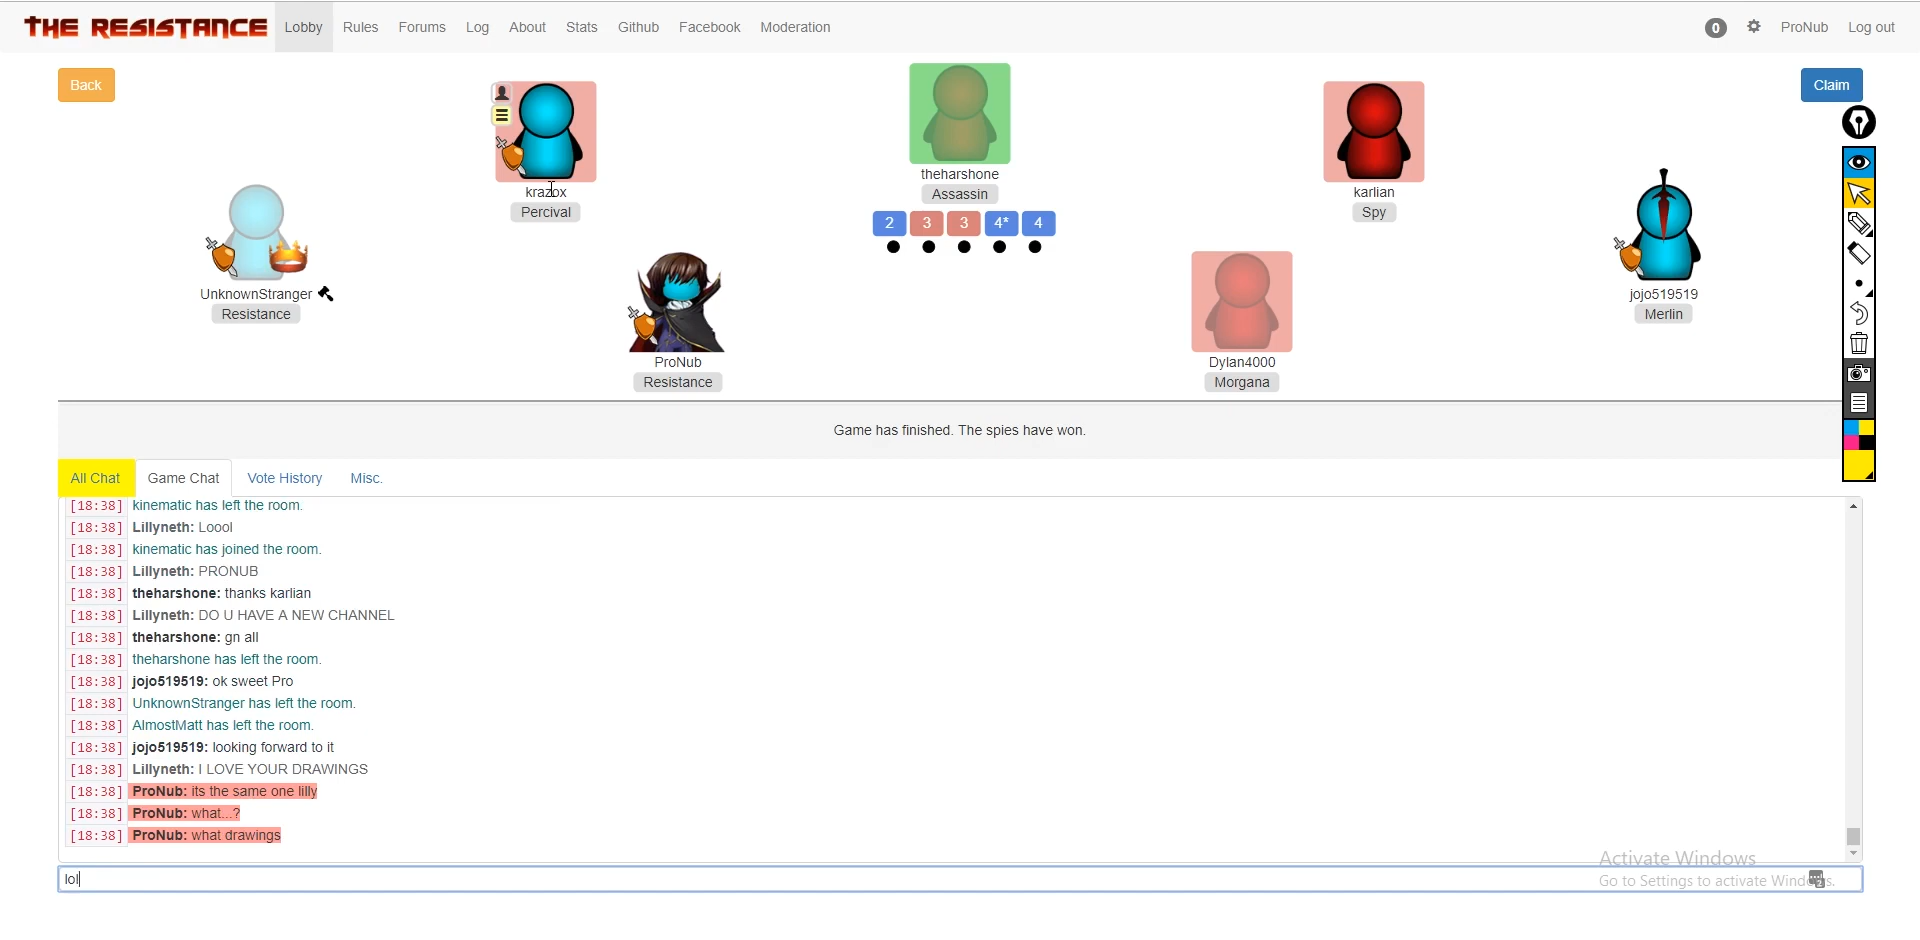 THE RESISTANCE Lobby Rules Forums Log About Stats Github Facebook Moderation 0 ProNub Log out
Back
Claim
theharshone
Assassin
krazox
Percival
karlian
Spy
2 3 3 4* 4
UnknownStranger
Resistance
jojo519519
Merlin
ProNub
Resistance
Dylan4000
Morgana
Game has finished. The spies have won.
All Chat Game Chat Vote History Misc.
[18:38] kinematic has left the room.
[18:38] Lillyneth: Loool
[18:38] kinematic has joined the room.
[18:38] Lillyneth: PRONUB
[18:38] theharshone: thanks karlian
[18:38] Lillyneth: DO U HAVE A NEW CHANNEL
[18:38] theharshone: gn all
[18:38] theharshone has left the room.
[18:38] jojo519519: ok sweet Pro
[18:38] UnknownStranger has left the room.
[18:38] AlmostMatt has left the room.
[18:38] jojo519519: looking forward to it
[18:38] Lillyneth: I LOVE YOUR DRAWINGS
[18:38] ProNub: its the same one lilly
[18:38] ProNub: what...?
[18:38] ProNub: what drawings
lol
Activate Windows
Go to Settings to activate Windows.